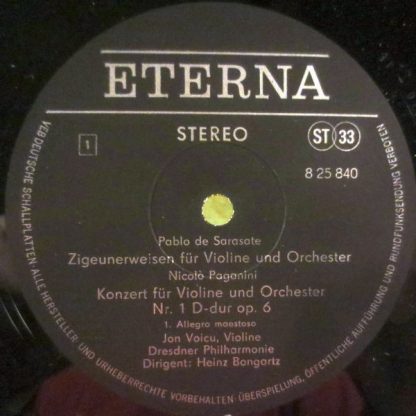 ETERNA
STEREO
ST 33
1
8 25 840
Pablo de Sarasate
Zigeunerweisen für Violine und Orchester
Nicolò Paganini
Konzert für Violine und Orchester
Nr. 1 D-dur op. 6
1. Allegro maestoso
Jon Voicu, Violine
Dresdner Philharmonie
Dirigent: Heinz Bongartz
VEB DEUTSCHE SCHALLPLATTEN ALLE HERSTELLER- UND URHEBERRECHTE VORBEHALTEN: ÜBERSPIELUNG, ÖFFENTLICHE AUFFÜHRUNG UND RUNDFUNKSENDUNG VERBOTEN